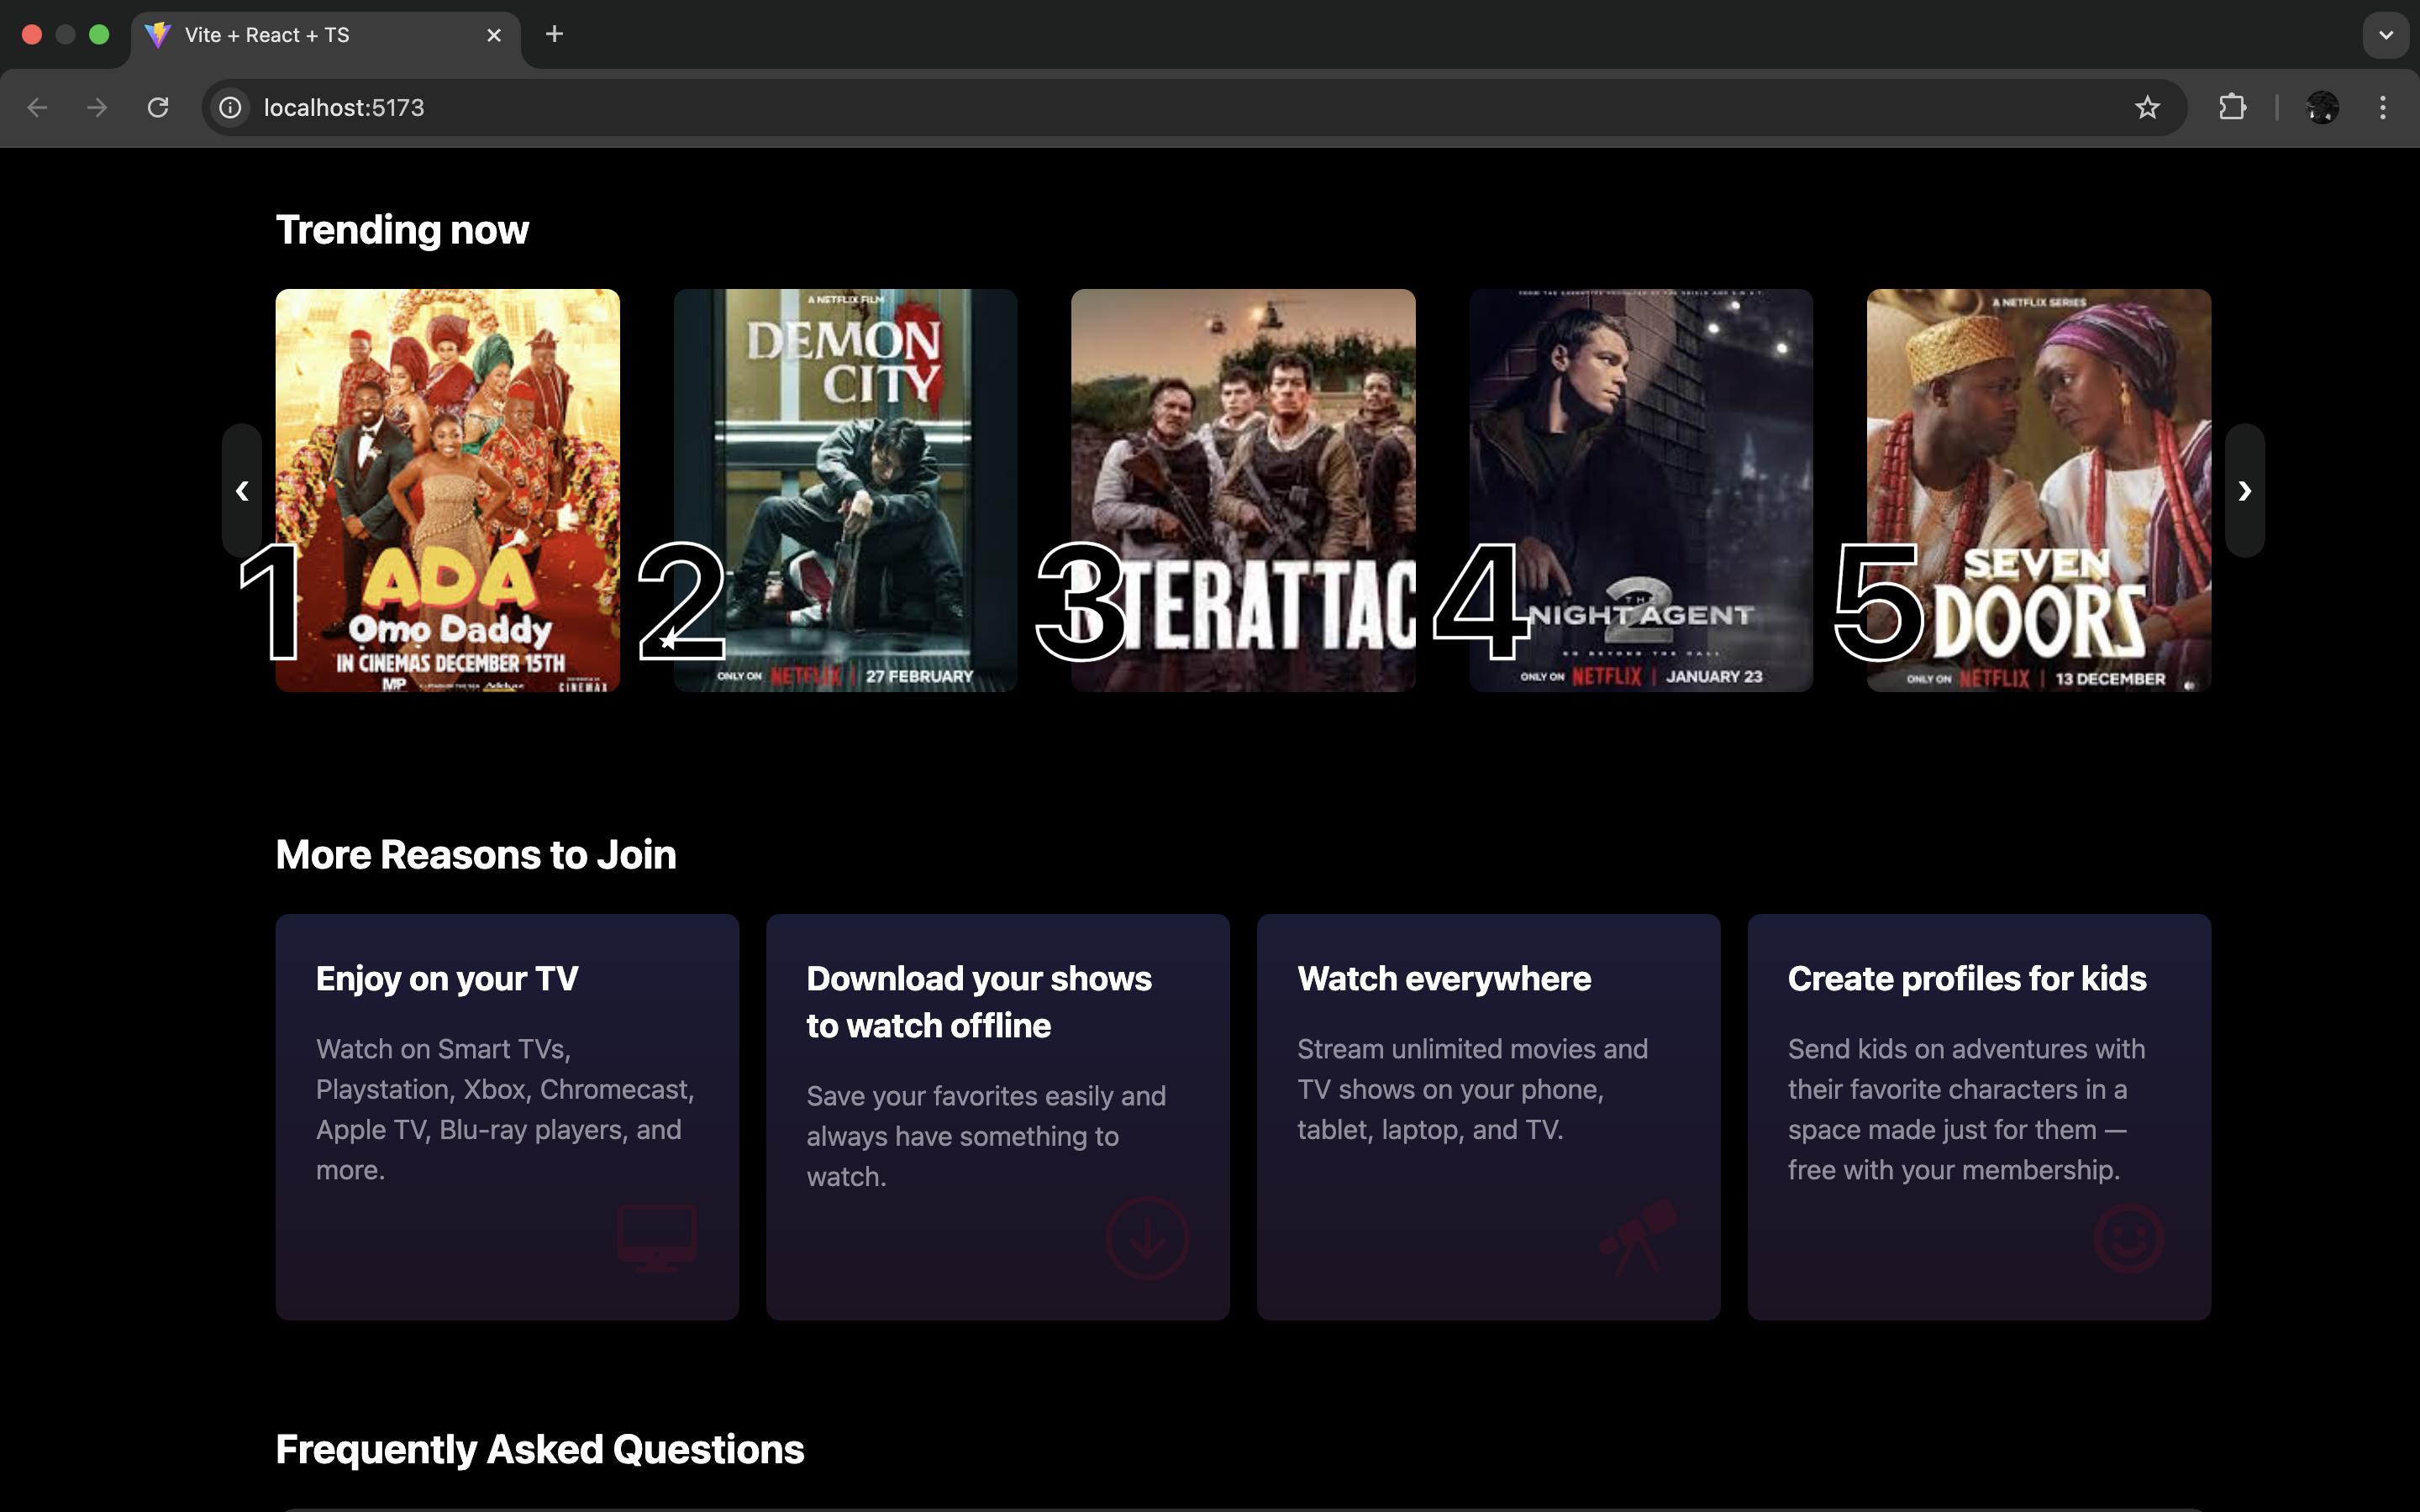 Vite + React + TS
localhost:5173
Trending now
ADA
Ọmọ Daddy
IN CINEMAS DECEMBER 15TH
1
A NETFLIX FILM
DEMON
CITY
ONLY ON NETFLIX | 27 FEBRUARY
2
TERATTAC
3
THE
NIGHT AGENT
2
ONLY ON NETFLIX | JANUARY 23
4
A NETFLIX SERIES
SEVEN
DOORS
ONLY ON NETFLIX | 13 DECEMBER
5
More Reasons to Join
Enjoy on your TV
Watch on Smart TVs,
Playstation, Xbox, Chromecast,
Apple TV, Blu-ray players, and
more.
Download your shows
to watch offline
Save your favorites easily and
always have something to
watch.
Watch everywhere
Stream unlimited movies and
TV shows on your phone,
tablet, laptop, and TV.
Create profiles for kids
Send kids on adventures with
their favorite characters in a
space made just for them —
free with your membership.
Frequently Asked Questions